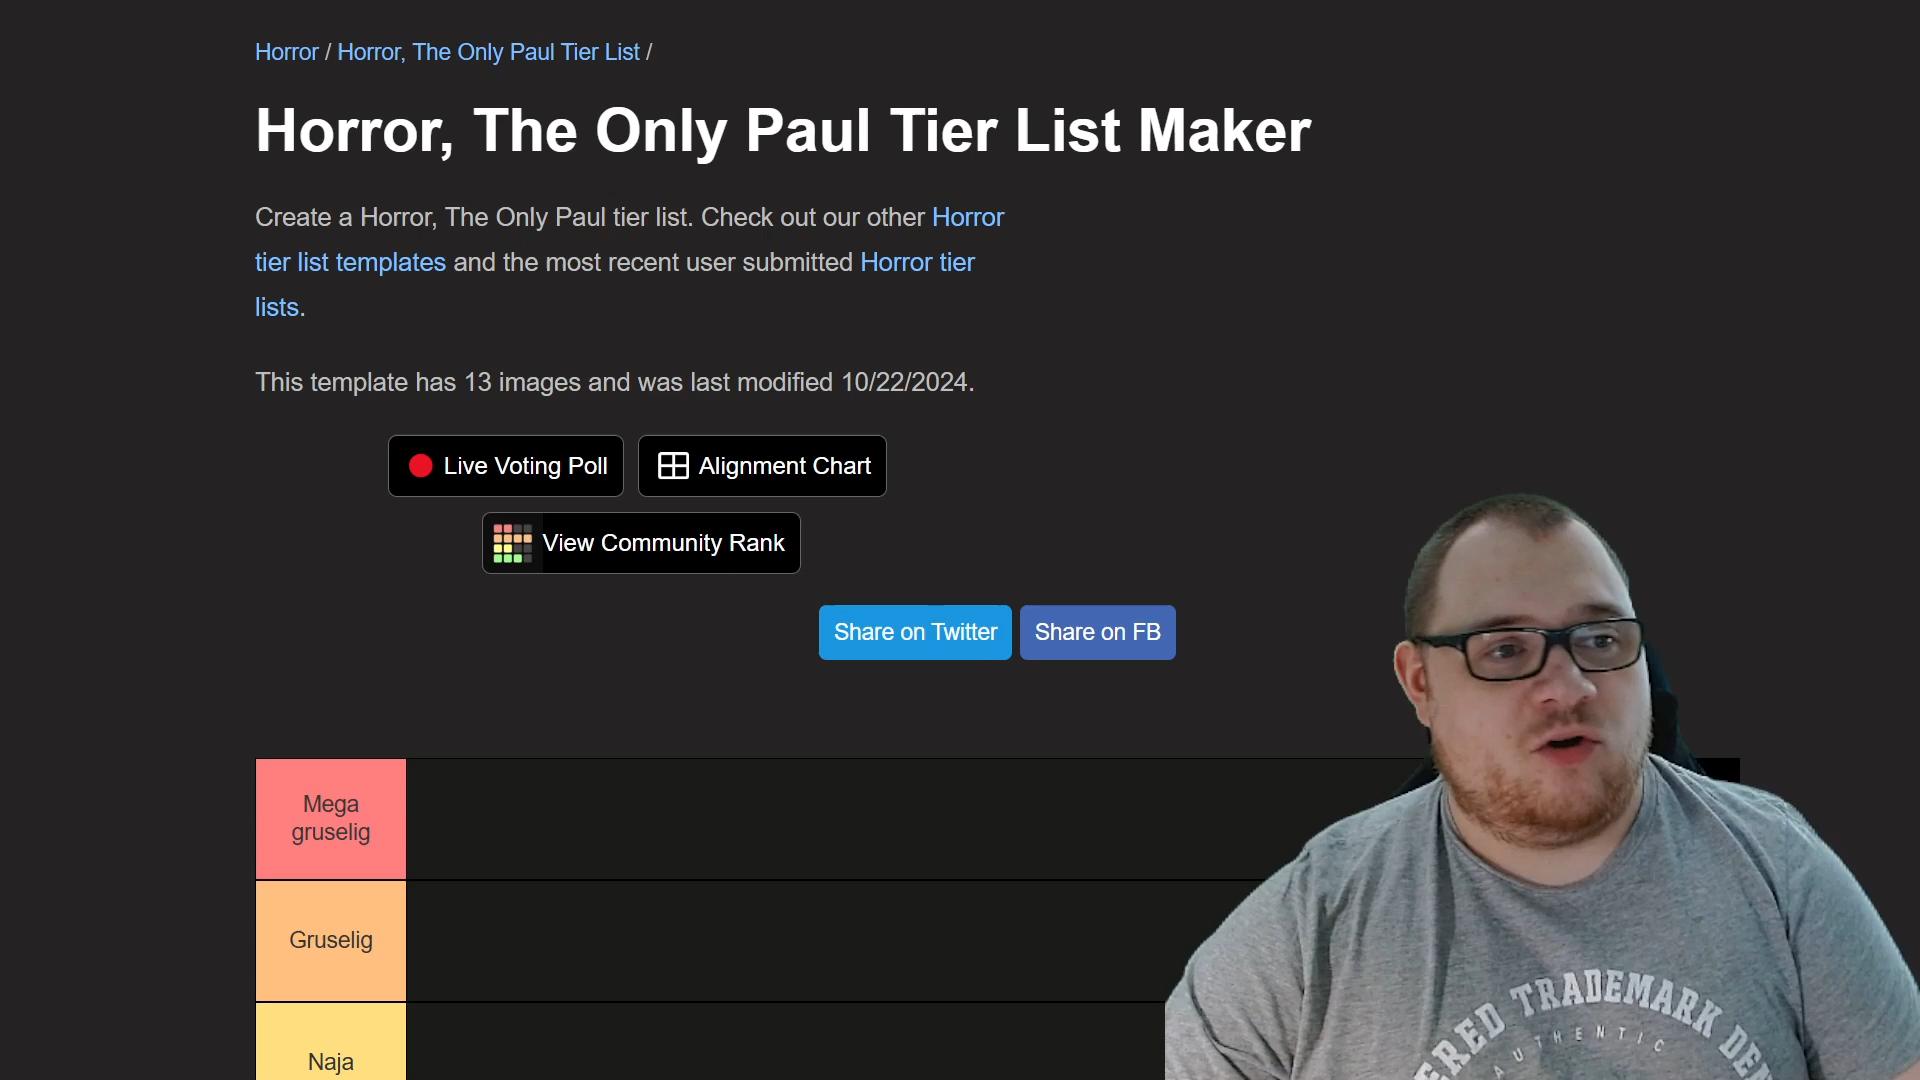 Horror / Horror, The Only Paul Tier List /
Horror, The Only Paul Tier List Maker
Create a Horror, The Only Paul tier list. Check out our other Horror
tier list templates and the most recent user submitted Horror tier
lists.
This template has 13 images and was last modified 10/22/2024.
Live Voting Poll
Alignment Chart
View Community Rank
Share on Twitter
Share on FB
Mega
gruselig
Gruselig
Naja
TRADEMARK
AUTHENTIC